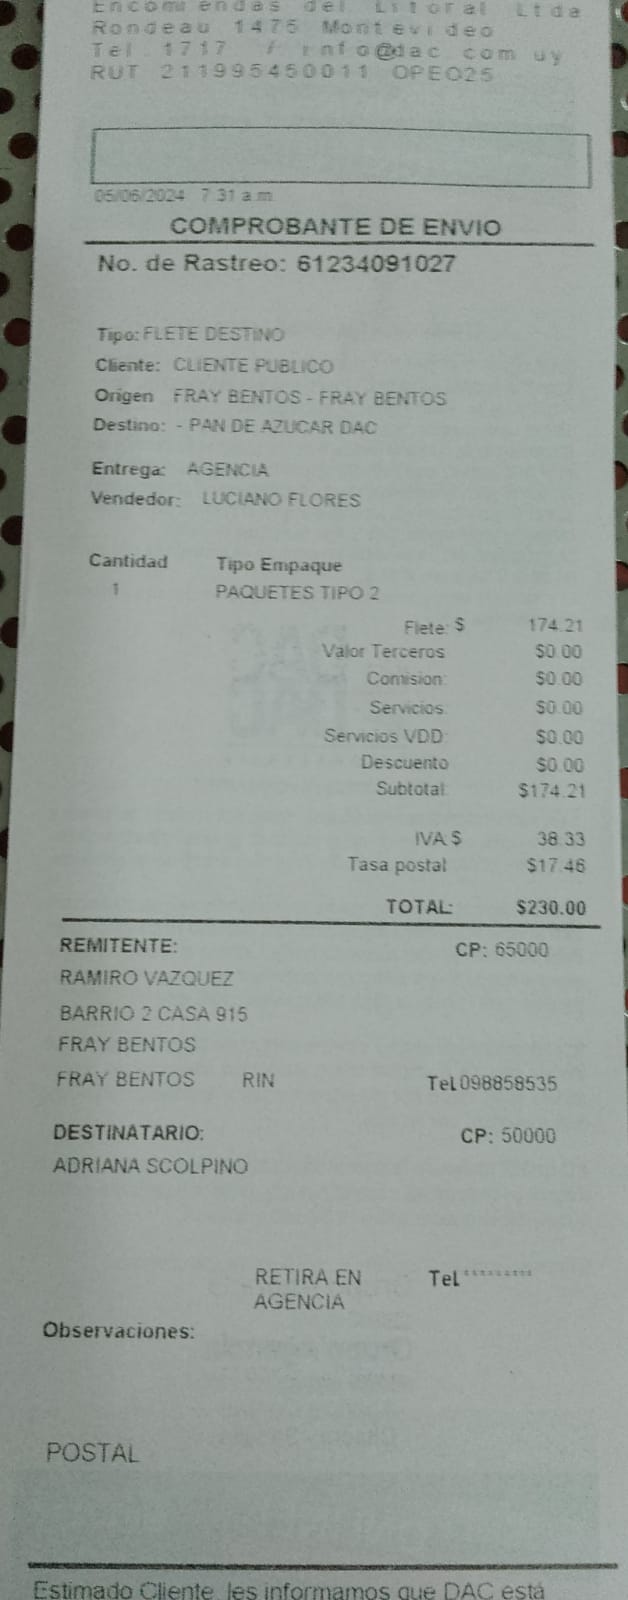 Encomiendas del Litoral Ltda
Rondeau 1475 Montevideo
Tel 1717 / info@dac.com.uy
RUT 211995450011 OPEO25
05/06/2024 7:31 a.m.
COMPROBANTE DE ENVIO
No. de Rastreo: 61234091027
Tipo: FLETE DESTINO
Cliente: CLIENTE PUBLICO
Origen FRAY BENTOS - FRAY BENTOS
Destino: - PAN DE AZUCAR DAC
Entrega: AGENCIA
Vendedor: LUCIANO FLORES
Cantidad Tipo Empaque
1 PAQUETES TIPO 2
Flete: $ 174.21
Valor Terceros $0.00
Comision: $0.00
Servicios: $0.00
Servicios VDD: $0.00
Descuento $0.00
Subtotal: $174.21
IVA:$ 38.33
Tasa postal $17.46
TOTAL: $230.00
REMITENTE: CP: 65000
RAMIRO VAZQUEZ
BARRIO 2 CASA 915
FRAY BENTOS
FRAY BENTOS RIN Tel.098858535
DESTINATARIO: CP: 50000
ADRIANA SCOLPINO
RETIRA EN Tel.*********
AGENCIA
Observaciones:
POSTAL
Estimado Cliente, les informamos que DAC está